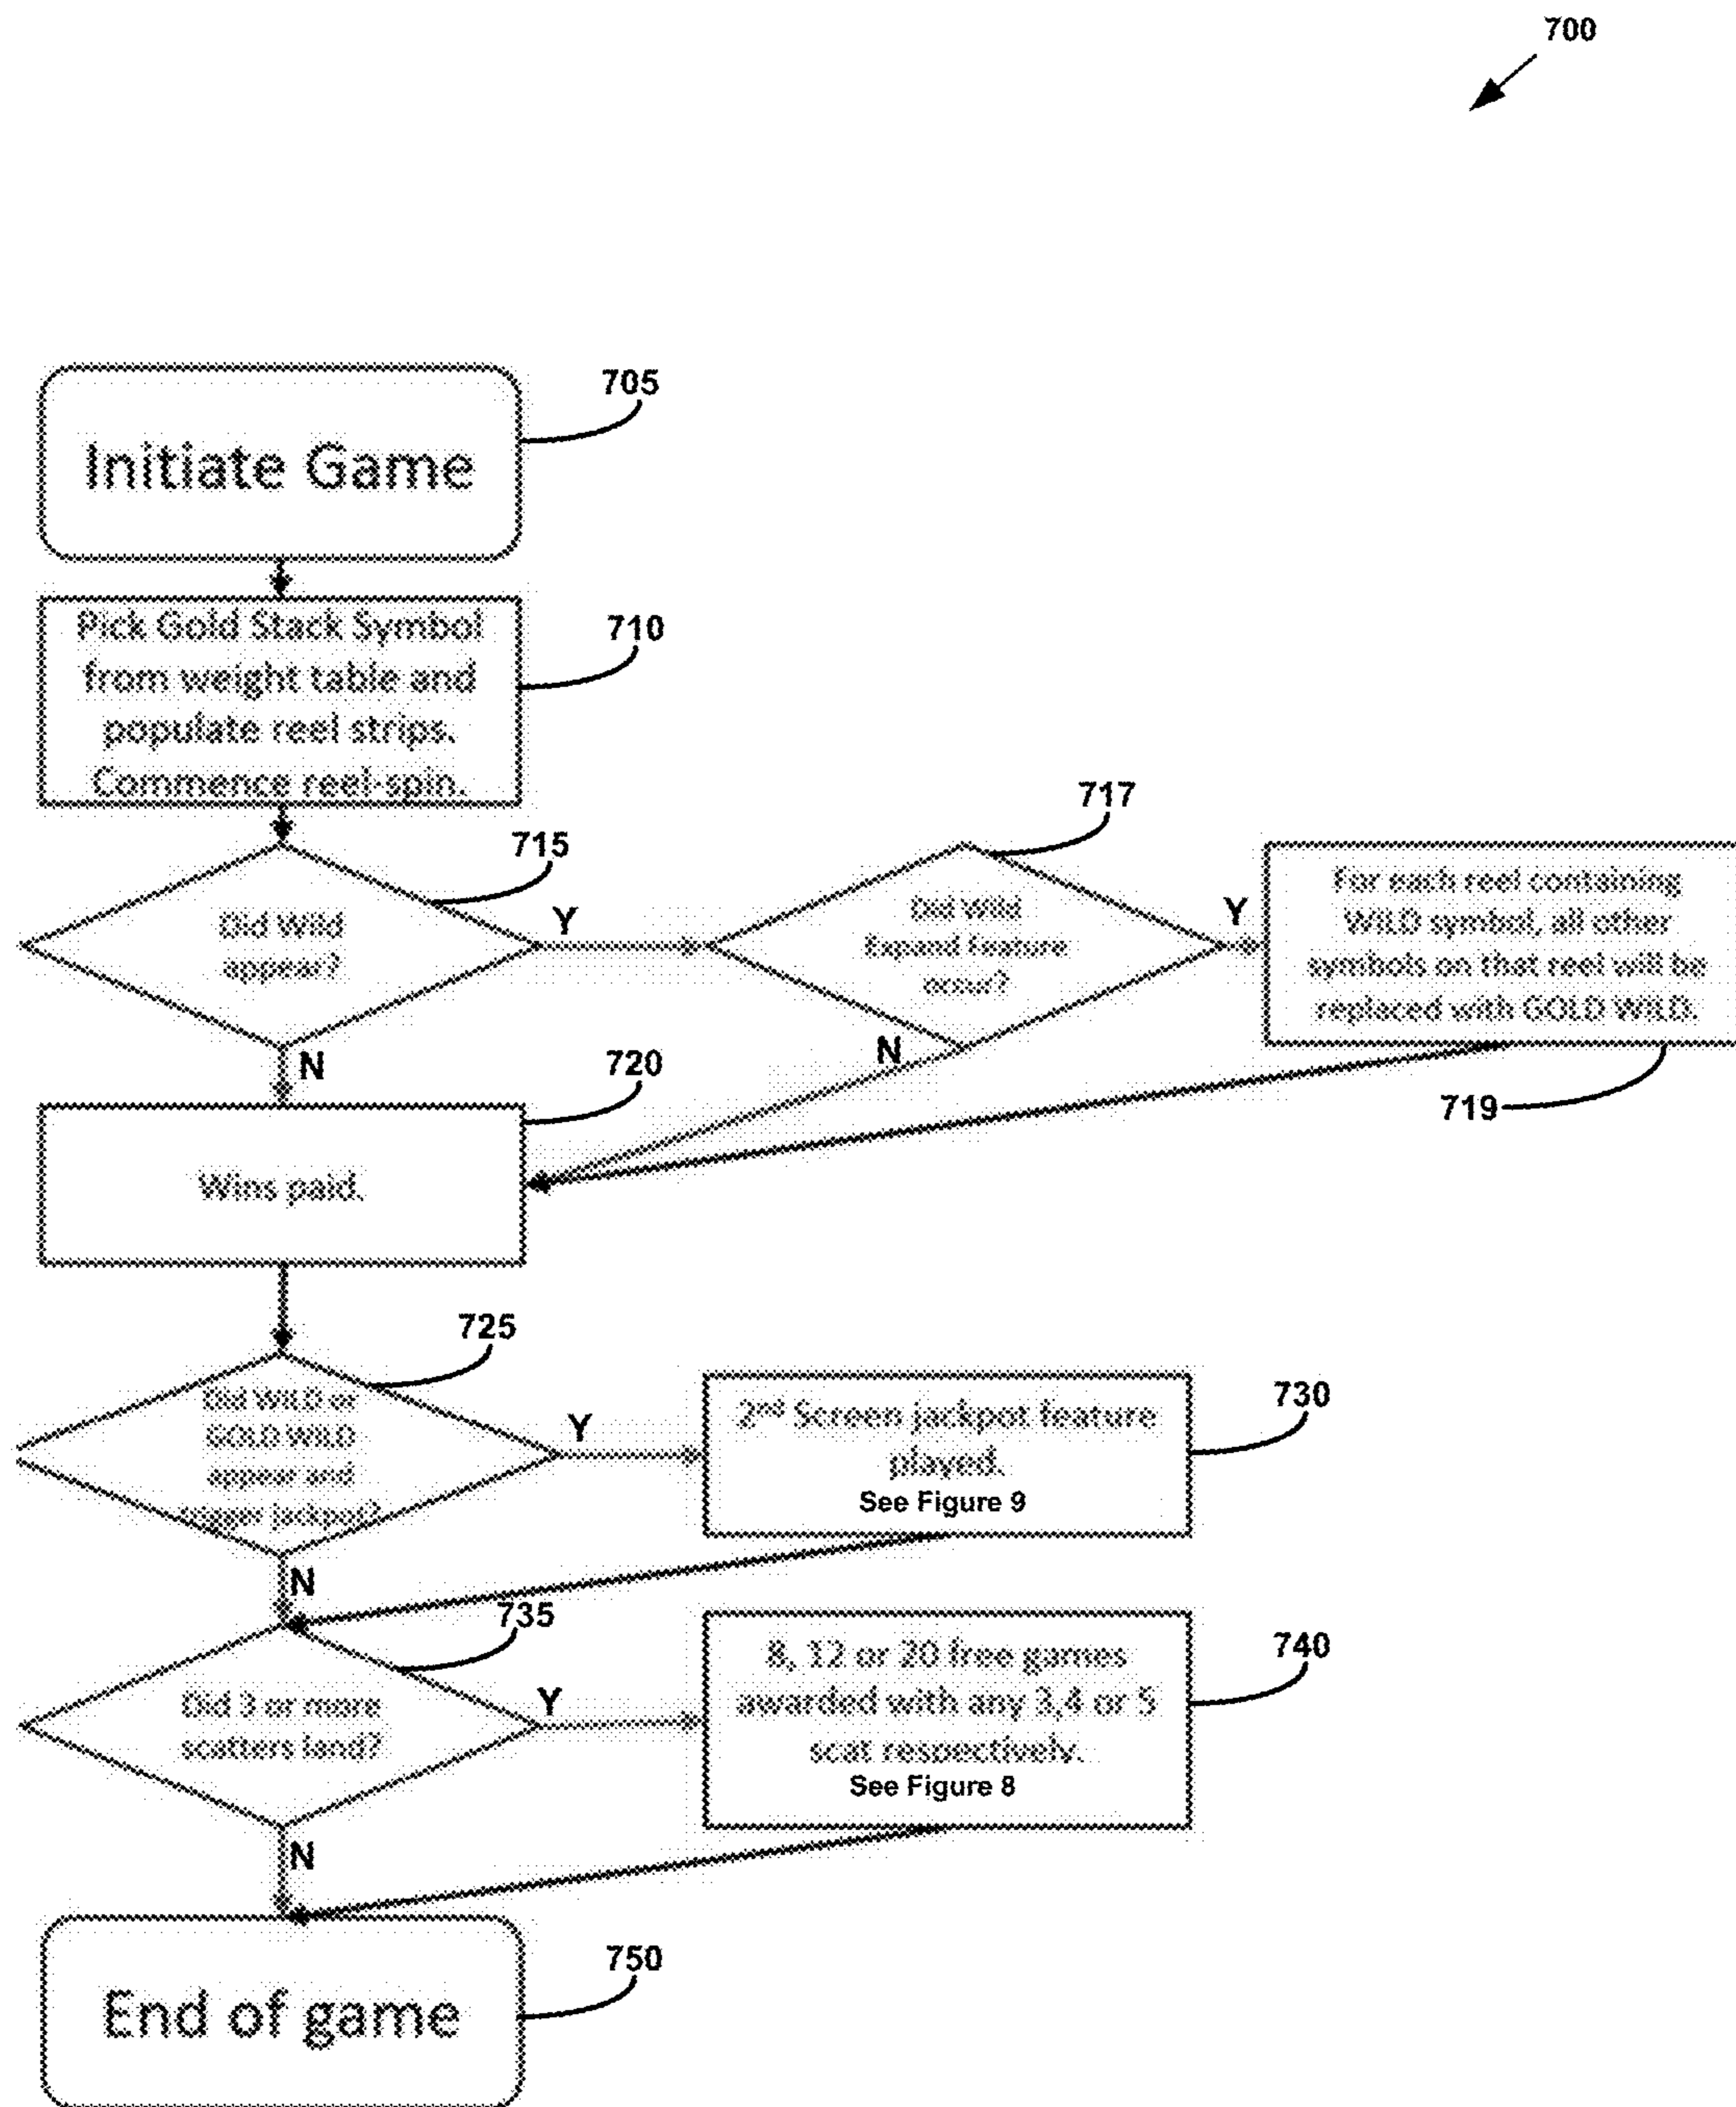 700
705
Initiate Game
710
Pick Gold Stack Symbol
from weight table and
populate reel strips.
Commence reel-spin.
715
Did Wild
appear?
Y
N
717
Did Wild
Expand Feature
occur?
Y
N
For each reel containing
WILD symbol, all other
symbols on that reel will be
replaced with GOLD WILD.
719
720
Wins paid.
725
Did WILD or
GOLD WILD
appear and
trigger jackpot?
Y
N
730
2nd Screen jackpot feature
played.
See Figure 9
735
Did 3 or more
scatters land?
Y
N
740
8, 12 or 20 free games
awarded with any 3,4 or 5
scat respectively.
See Figure 8
750
End of game